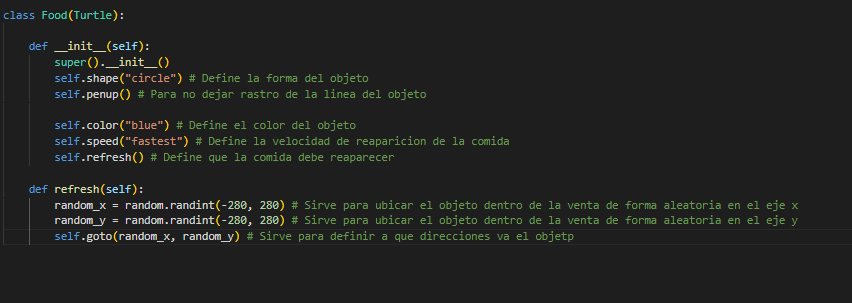 class Food(Turtle):
def __init__(self):
super().__init__()
self.shape("circle") # Define la forma del objeto
self.penup() # Para no dejar rastro de la linea del objeto
self.color("blue") # Define el color del objeto
self.speed("fastest") # Define la velocidad de reaparicion de la comida
self.refresh() # Define que la comida debe reaparecer
def refresh(self):
random_x = random.randint(-280, 280) # Sirve para ubicar el objeto dentro de la venta de forma aleatoria en el eje x
random_y = random.randint(-280, 280) # Sirve para ubicar el objeto dentro de la venta de forma aleatoria en el eje y
self.goto(random_x, random_y) # Sirve para definir a que direcciones va el objetp